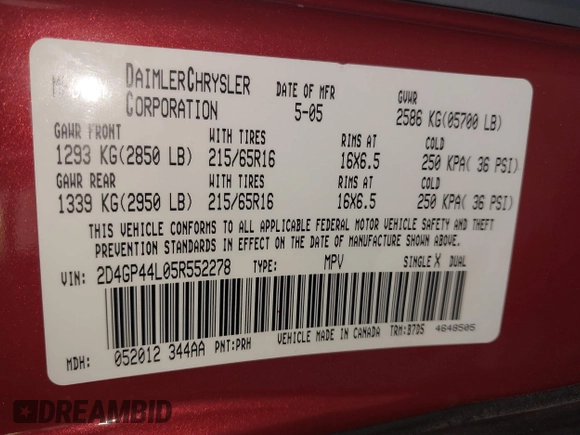 DAIMLERCHRYSLER CORPORATION
DATE OF MFR 5-05
GVWR 2586 KG(05700 LB)
GAWR FRONT WITH TIRES RIMS AT COLD
1293 KG(2850 LB) 215/65R16 16X6.5 250 KPA( 36 PSI)
GAWR REAR WITH TIRES RIMS AT COLD
1339 KG(2950 LB) 215/65R16 16X6.5 250 KPA( 36 PSI)
THIS VEHICLE CONFORMS TO ALL APPLICABLE FEDERAL MOTOR VEHICLE SAFETY AND THEFT
PREVENTION STANDARDS IN EFFECT ON THE DATE OF MANUFACTURE SHOWN ABOVE.
VIN: 2D4GP44L05R552278 TYPE: MPV SINGLE X DUAL
VEHICLE MADE IN CANADA TRM:B7D5 4648505
MDH: 052012 344AA PNT:PRH
DREAMBID